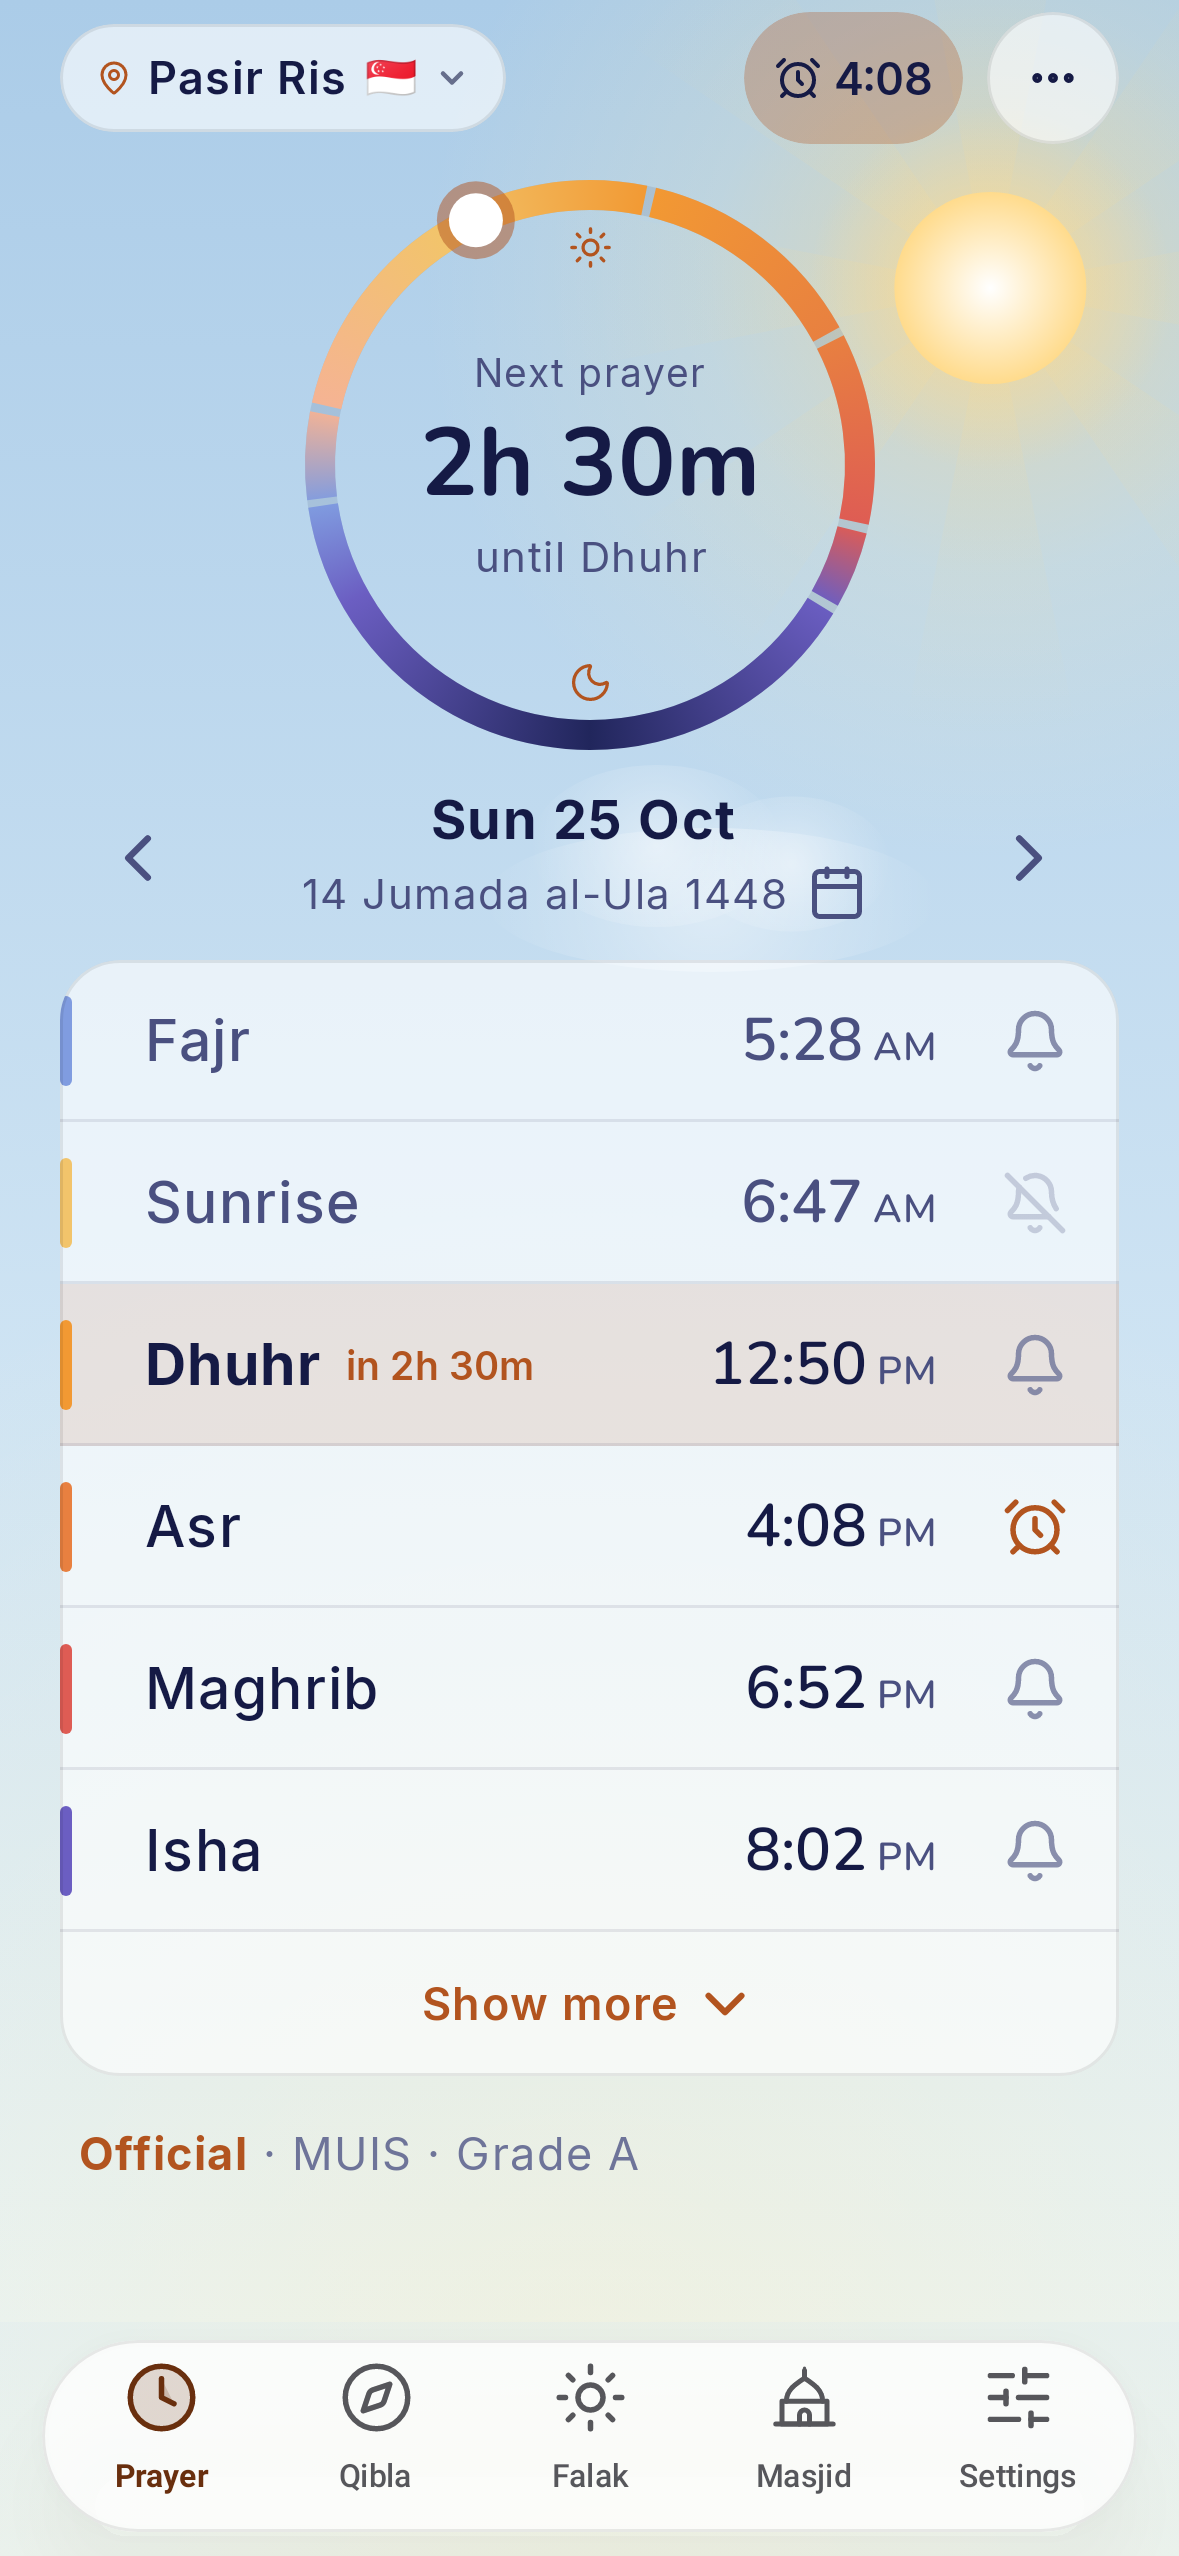 Pasir Ris 🇸🇬
4:08
Next prayer
2h 30m
until Dhuhr
Sun 25 Oct
14 Jumada al-Ula 1448
Fajr 5:28 AM
Sunrise 6:47 AM
Dhuhr in 2h 30m 12:50 PM
Asr 4:08 PM
Maghrib 6:52 PM
Isha 8:02 PM
Show more
Official · MUIS · Grade A
Prayer Qibla Falak Masjid Settings